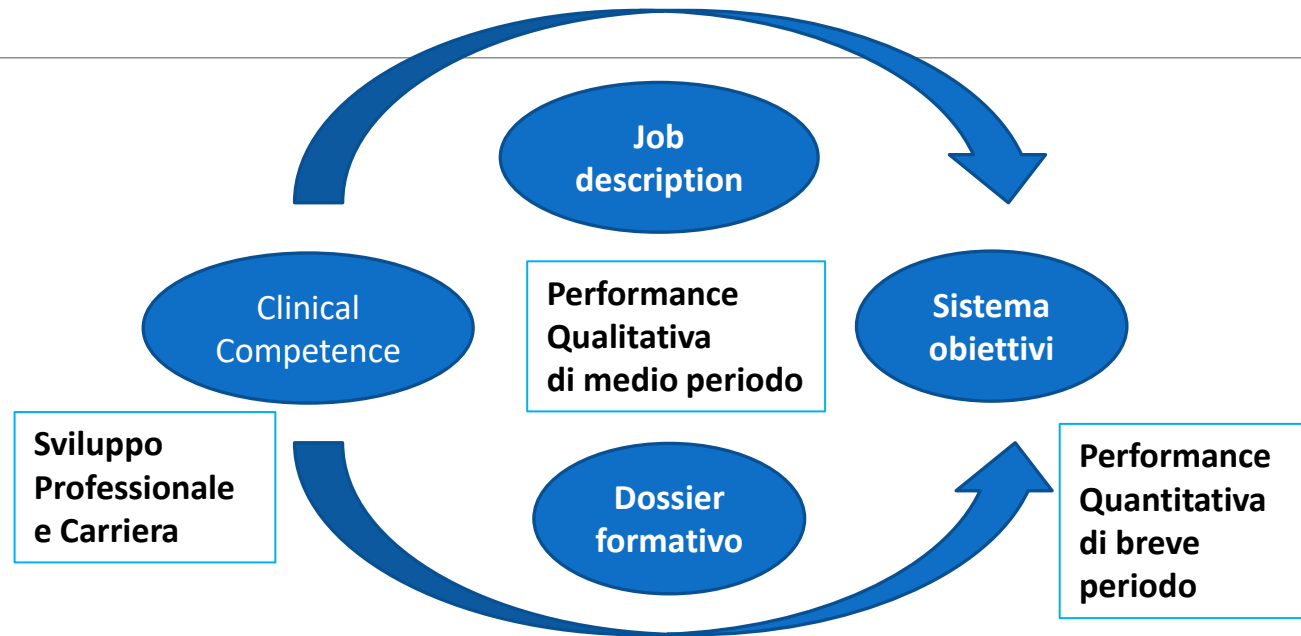 Job
description
Clinical
Competence
Performance
Qualitativa
di medio periodo
Sistema
obiettivi
Sviluppo
Professionale
e Carriera
Dossier
formativo
Performance
Quantitativa
di breve
periodo